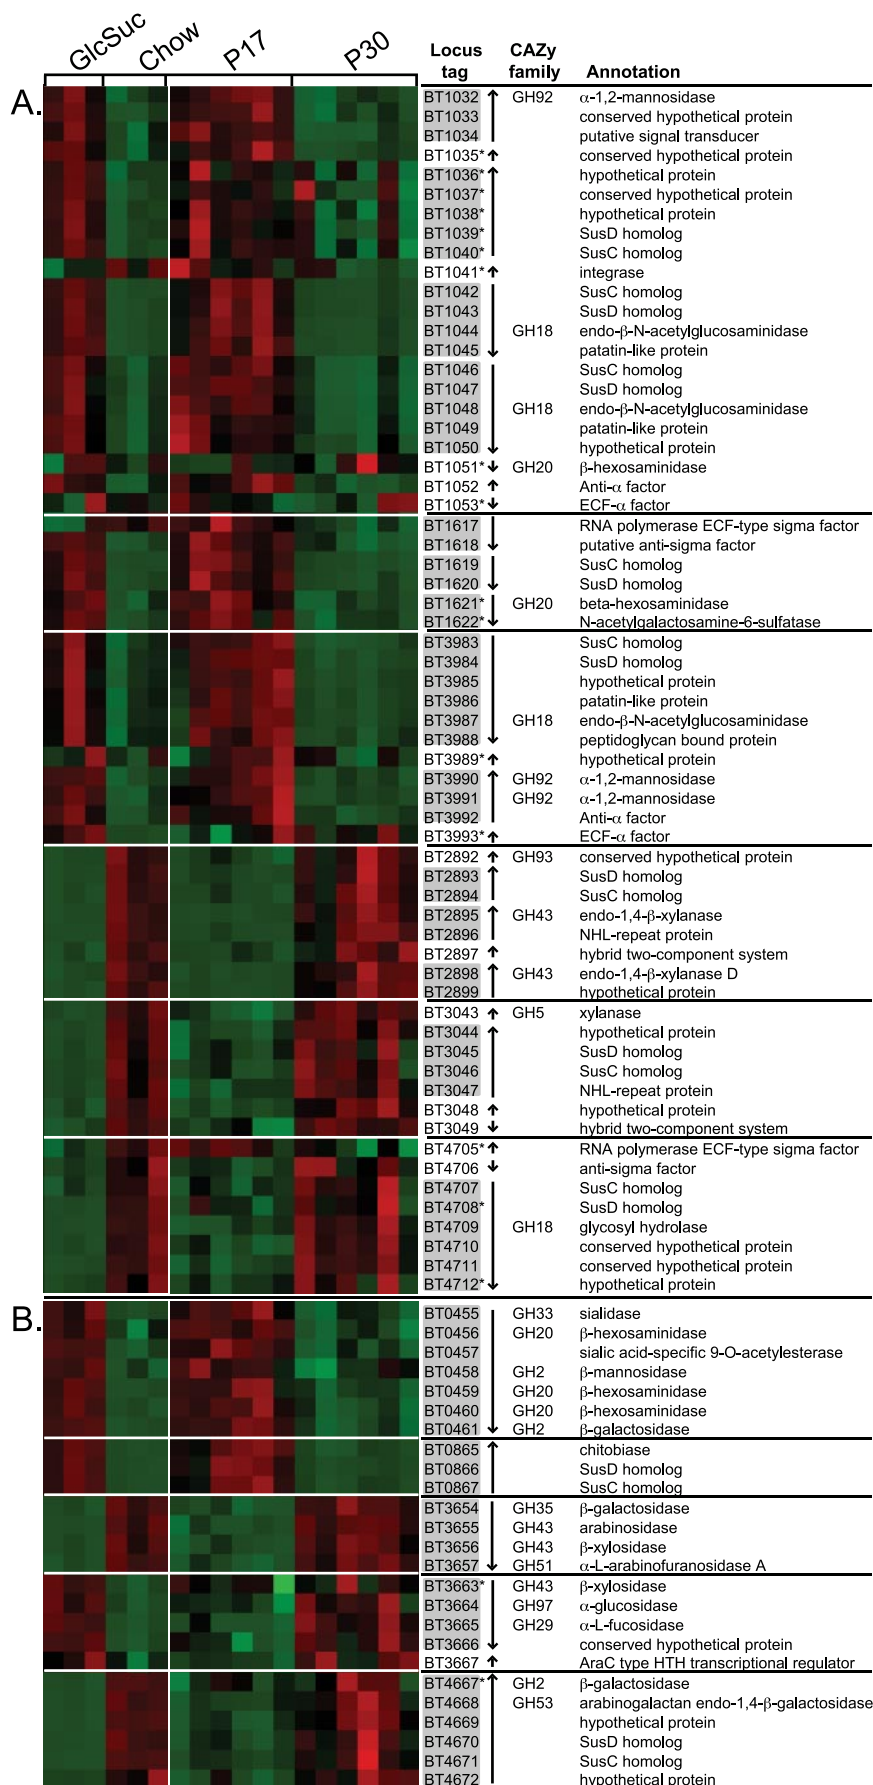 GlcSuc Chow P17 P30
Locus tag CAZy family Annotation
A.
BT1032 GH92 α-1,2-mannosidase
BT1033 conserved hypothetical protein
BT1034 putative signal transducer
BT1035* conserved hypothetical protein
BT1036* hypothetical protein
BT1037* conserved hypothetical protein
BT1038* hypothetical protein
BT1039* SusD homolog
BT1040* SusC homolog
BT1041* integrase
BT1042 SusC homolog
BT1043 SusD homolog
BT1044 GH18 endo-β-N-acetylglucosaminidase
BT1045 patatin-like protein
BT1046 SusC homolog
BT1047 SusD homolog
BT1048 GH18 endo-β-N-acetylglucosaminidase
BT1049 patatin-like protein
BT1050 hypothetical protein
BT1051* GH20 β-hexosaminidase
BT1052 Anti-α factor
BT1053* ECF-α factor
BT1617 RNA polymerase ECF-type sigma factor
BT1618 putative anti-sigma factor
BT1619 SusC homolog
BT1620 SusD homolog
BT1621* GH20 beta-hexosaminidase
BT1622* N-acetylgalactosamine-6-sulfatase
BT3983 SusC homolog
BT3984 SusD homolog
BT3985 hypothetical protein
BT3986 patatin-like protein
BT3987 GH18 endo-β-N-acetylglucosaminidase
BT3988 peptidoglycan bound protein
BT3989* hypothetical protein
BT3990 GH92 α-1,2-mannosidase
BT3991 GH92 α-1,2-mannosidase
BT3992 Anti-α factor
BT3993* ECF-α factor
BT2892 GH93 conserved hypothetical protein
BT2893 SusD homolog
BT2894 SusC homolog
BT2895 GH43 endo-1,4-β-xylanase
BT2896 NHL-repeat protein
BT2897 hybrid two-component system
BT2898 GH43 endo-1,4-β-xylanase D
BT2899 hypothetical protein
BT3043 GH5 xylanase
BT3044 hypothetical protein
BT3045 SusD homolog
BT3046 SusC homolog
BT3047 NHL-repeat protein
BT3048 hypothetical protein
BT3049 hybrid two-component system
BT4705* RNA polymerase ECF-type sigma factor
BT4706 anti-sigma factor
BT4707 SusC homolog
BT4708* SusD homolog
BT4709 GH18 glycosyl hydrolase
BT4710 conserved hypothetical protein
BT4711 conserved hypothetical protein
BT4712* hypothetical protein
B.
BT0455 GH33 sialidase
BT0456 GH20 β-hexosaminidase
BT0457 sialic acid-specific 9-O-acetylesterase
BT0458 GH2 β-mannosidase
BT0459 GH20 β-hexosaminidase
BT0460 GH20 β-hexosaminidase
BT0461 GH2 β-galactosidase
BT0865 chitobiase
BT0866 SusD homolog
BT0867 SusC homolog
BT3654 GH35 β-galactosidase
BT3655 GH43 arabinosidase
BT3656 GH43 β-xylosidase
BT3657 GH51 α-L-arabinofuranosidase A
BT3663* GH43 β-xylosidase
BT3664 GH97 α-glucosidase
BT3665 GH29 α-L-fucosidase
BT3666 conserved hypothetical protein
BT3667 AraC type HTH transcriptional regulator
BT4667* GH2 β-galactosidase
BT4668 GH53 arabinogalactan endo-1,4-β-galactosidase
BT4669 hypothetical protein
BT4670 SusD homolog
BT4671 SusC homolog
BT4672 hypothetical protein